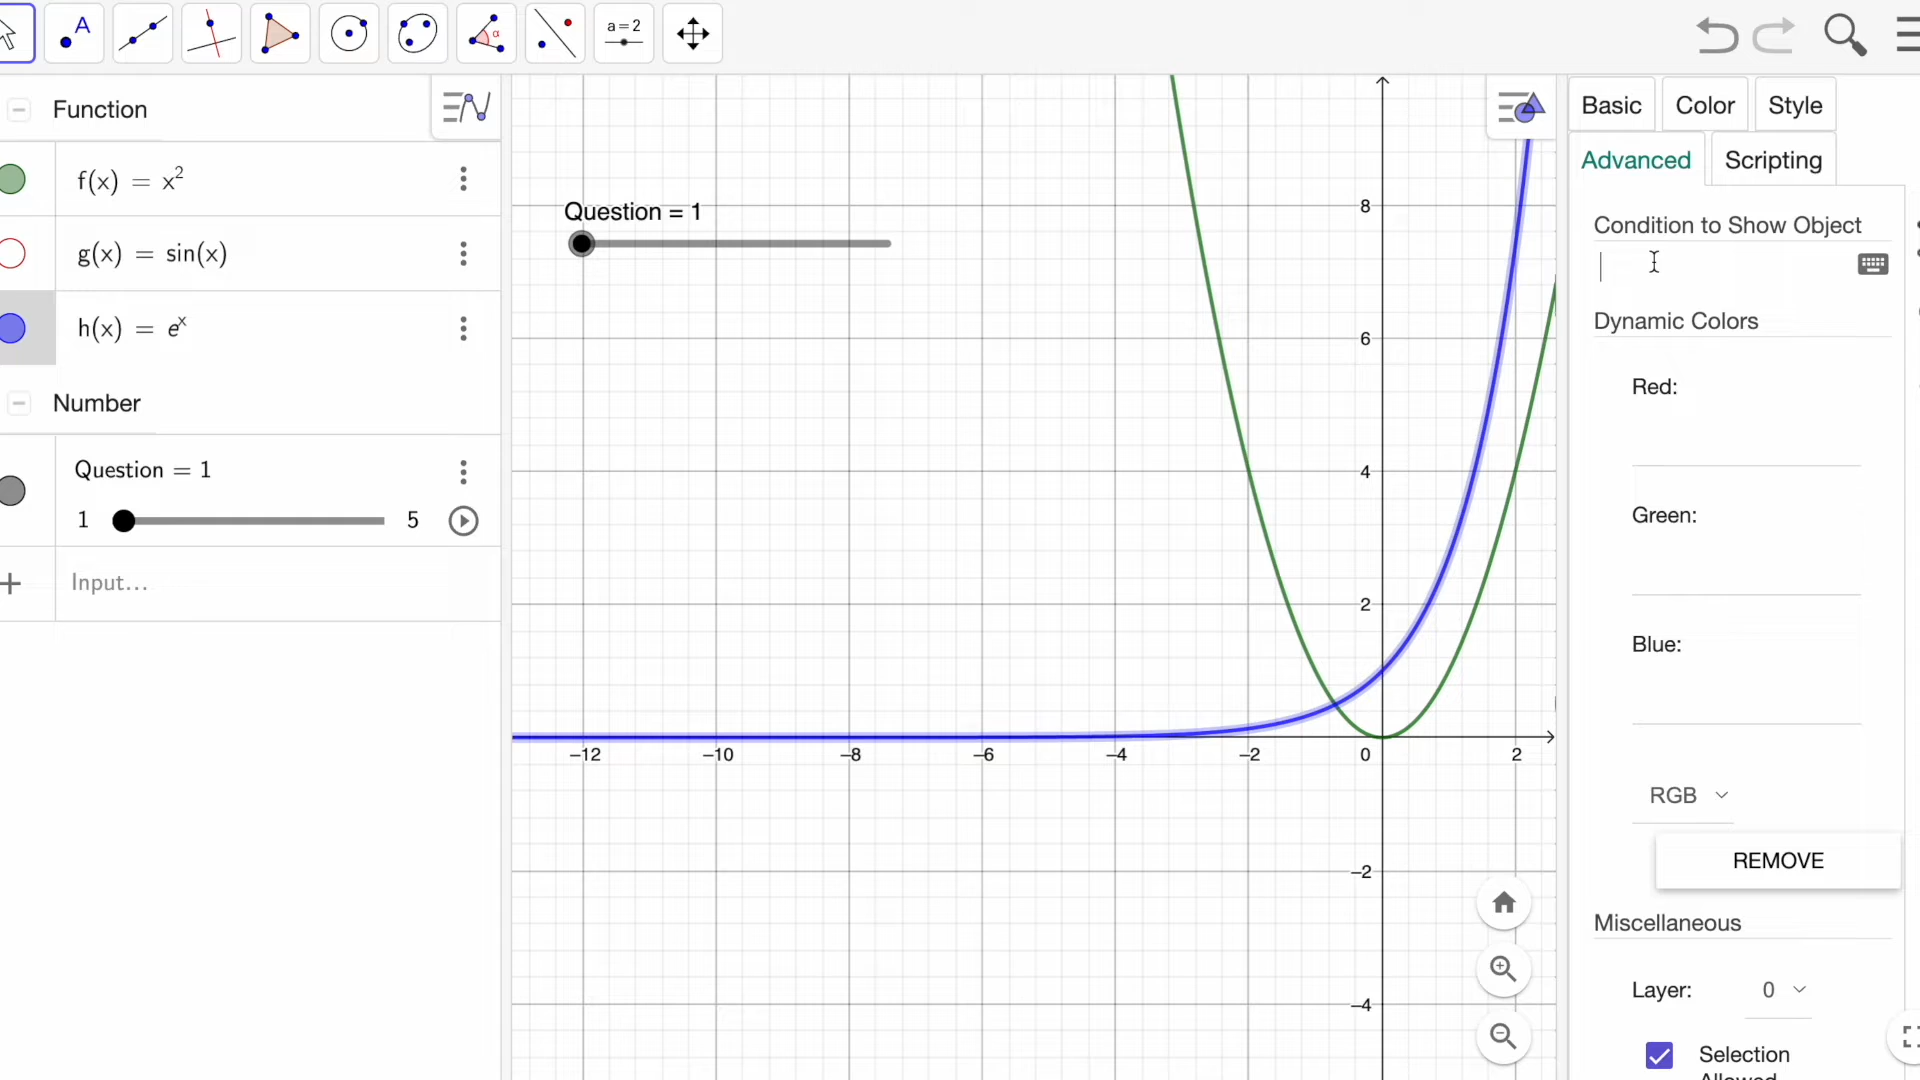 A
α
a = 2
Function
f(x) = x²
g(x) = sin(x)
h(x) = eˣ
Number
Question = 1
1 5
Input...
Question = 1
8
6
4
2
−12 −10 −8 −6 −4 −2 0 2
−2
−4
Basic Color Style
Advanced Scripting
Condition to Show Object
Dynamic Colors
Red:
Green:
Blue:
RGB
REMOVE
Miscellaneous
Layer: 0
Selection
Allowed